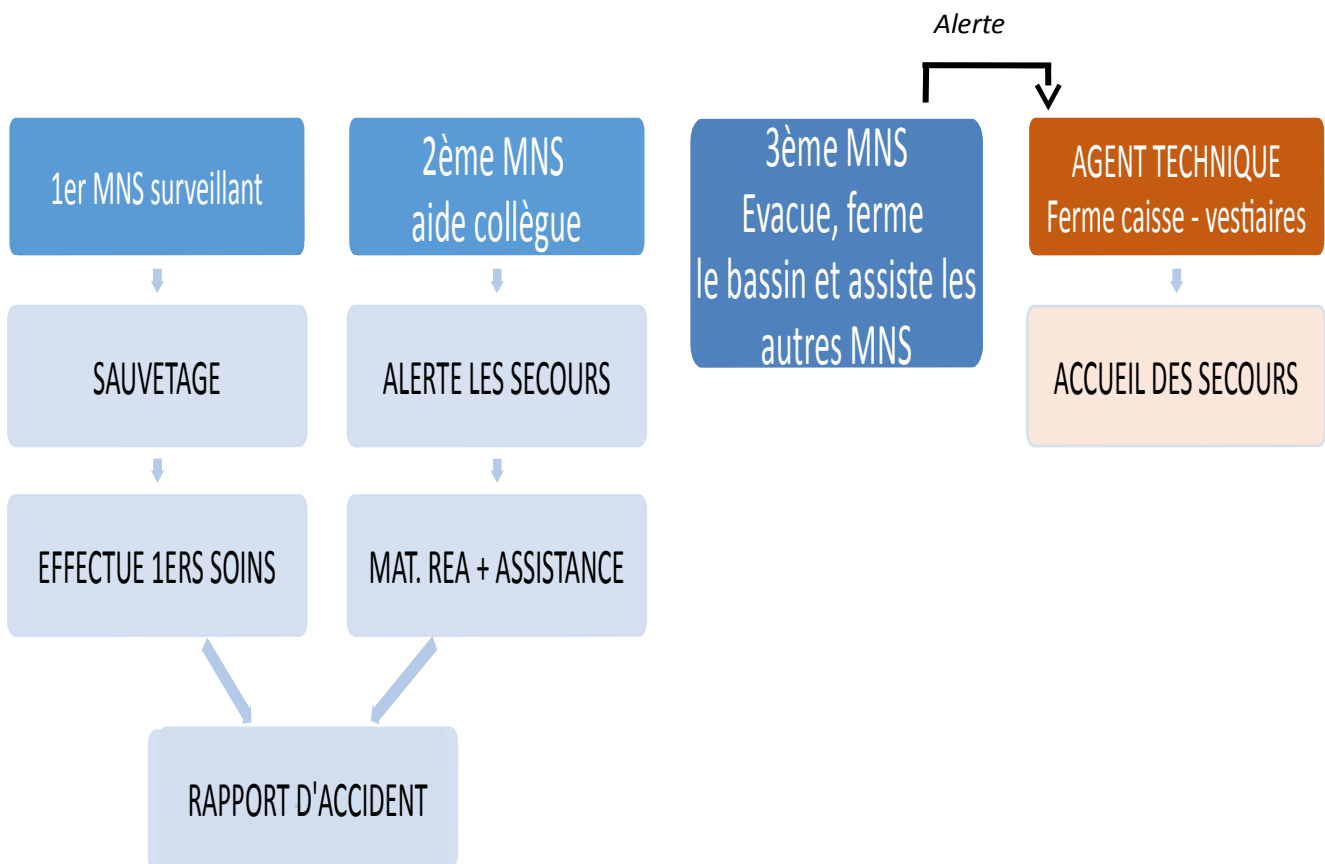 Alerte
1er MNS surveillant
2ème MNS
aide collègue
3ème MNS
Evacue, ferme
le bassin et assiste les
autres MNS
AGENT TECHNIQUE
Ferme caisse - vestiaires
SAUVETAGE
ALERTE LES SECOURS
ACCUEIL DES SECOURS
EFFECTUE 1ERS SOINS
MAT. REA + ASSISTANCE
RAPPORT D'ACCIDENT